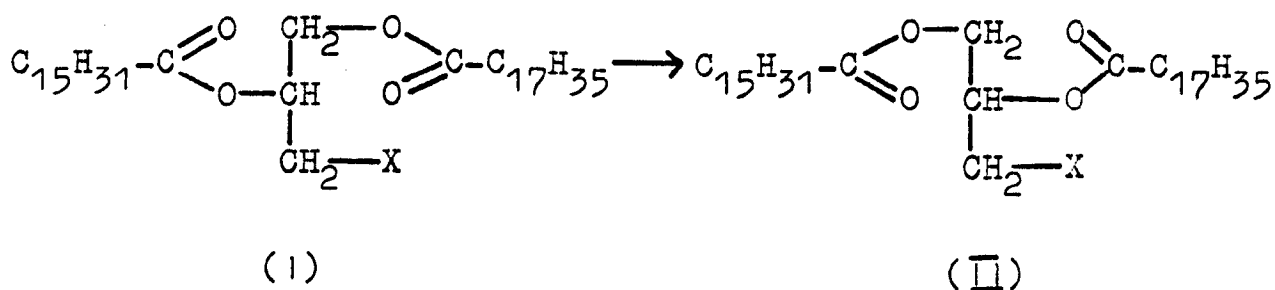 O CH₂—O
C₁₅H₃₁—C C—C₁₇H₃₅ ⟶ C₁₅H₃₁—C O CH₂ O C—C₁₇H₃₅
O—CH O O CH—O
CH₂—X CH₂—X
(I) (II)